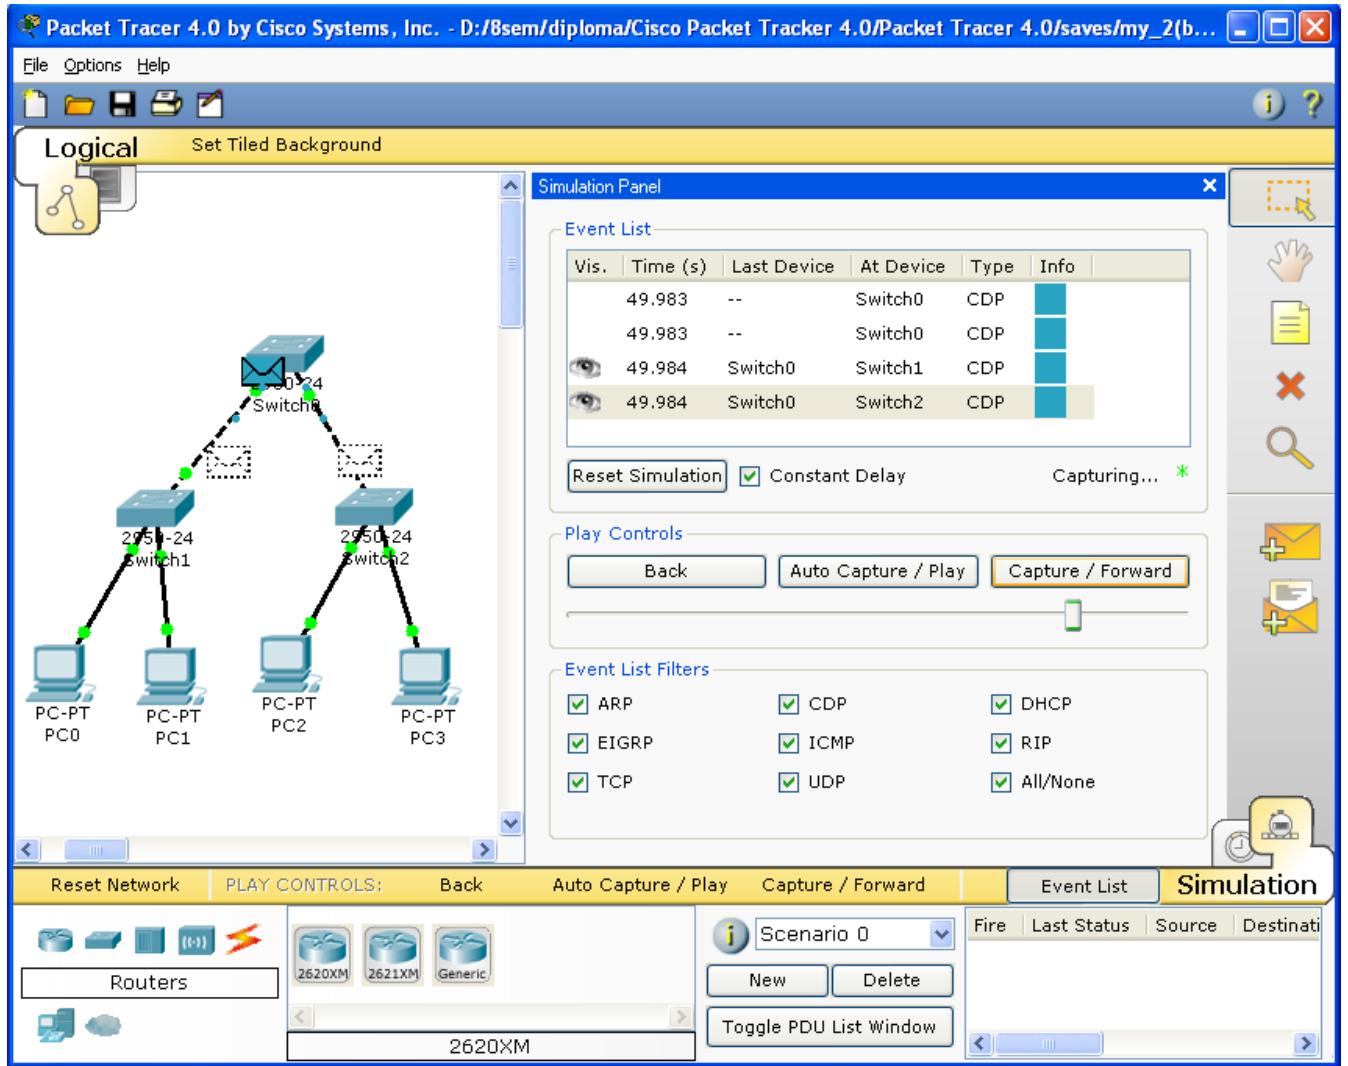 Packet Tracer 4.0 by Cisco Systems, Inc. - D:/8sem/diploma/Cisco Packet Tracker 4.0/Packet Tracer 4.0/saves/my_2(b...
File Options Help
Logical Set Tiled Background
Simulation Panel
Event List
Vis. Time (s) Last Device At Device Type Info
49.983 -- Switch0 CDP
49.983 -- Switch0 CDP
49.984 Switch0 Switch1 CDP
49.984 Switch0 Switch2 CDP
Reset Simulation Constant Delay Capturing... *
Play Controls
Back Auto Capture / Play Capture / Forward
Event List Filters
ARP CDP DHCP
EIGRP ICMP RIP
TCP UDP All/None
2950-24
Switch0
2950-24
Switch1
2950-24
Switch2
PC-PT
PC0
PC-PT
PC1
PC-PT
PC2
PC-PT
PC3
Reset Network PLAY CONTROLS: Back Auto Capture / Play Capture / Forward Event List Simulation
Routers
2620XM 2621XM Generic
2620XM
Scenario 0
New Delete
Toggle PDU List Window
Fire Last Status Source Destinati